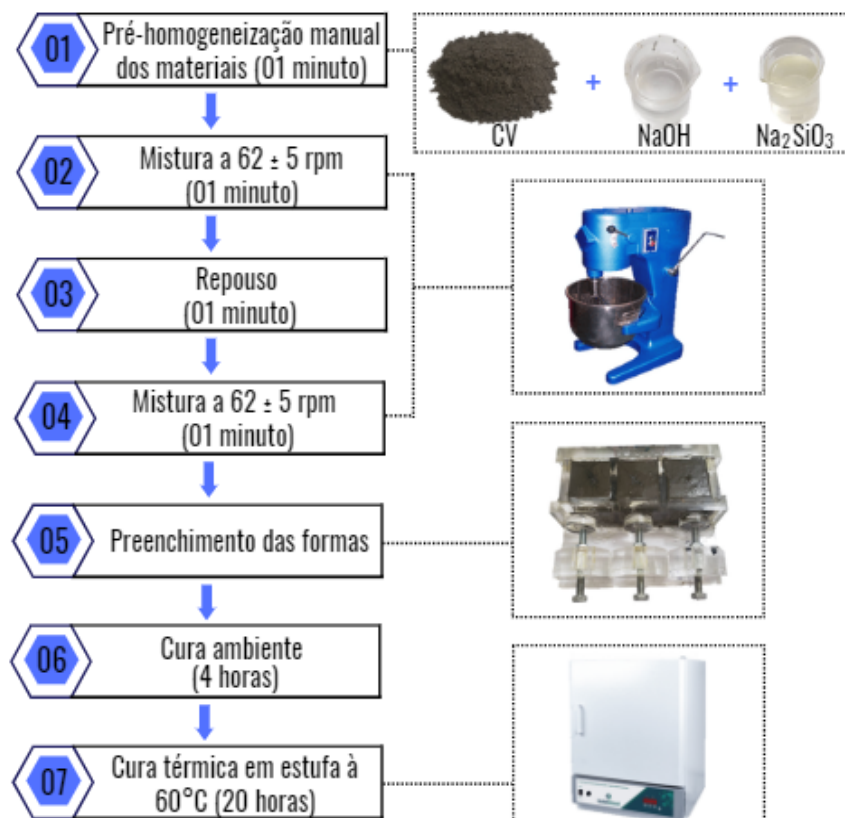 01
Pré-homogeneização manual
dos materiais (01 minuto)
CV
+
NaOH
+
Na₂SiO₃
02
Mistura a 62 ± 5 rpm
(01 minuto)
03
Repouso
(01 minuto)
04
Mistura a 62 ± 5 rpm
(01 minuto)
05
Preenchimento das formas
06
Cura ambiente
(4 horas)
07
Cura térmica em estufa à
60°C (20 horas)